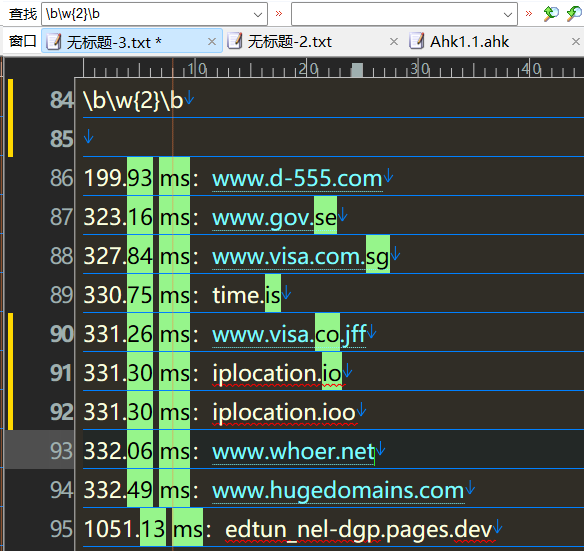 查找 \b\w{2}\b
窗口 无标题-3.txt * 无标题-2.txt Ahk1.1.ahk
10 20 30 40
84 \b\w{2}\b↓
85 ↓
86 199.93 ms: www.d-555.com↓
87 323.16 ms: www.gov.se↓
88 327.84 ms: www.visa.com.sg↓
89 330.75 ms: time.is↓
90 331.26 ms: www.visa.co.jff↓
91 331.30 ms: iplocation.io↓
92 331.30 ms: iplocation.ioo↓
93 332.06 ms: www.whoer.net↓
94 332.49 ms: www.hugedomains.com↓
95 1051.13 ms: edtun_nel-dgp.pages.dev↓